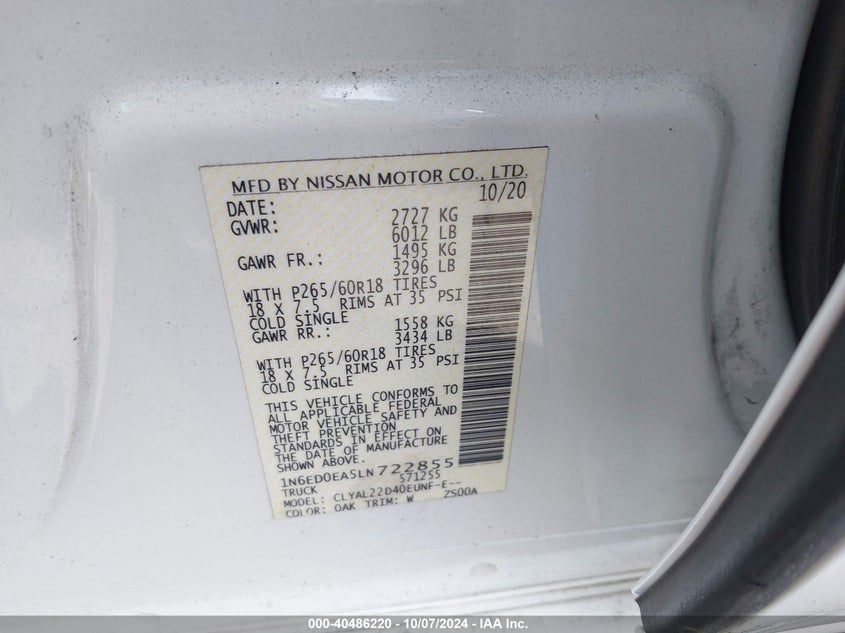 MFD BY NISSAN MOTOR CO., LTD.
DATE: 10/20
GVWR: 2727 KG
6012 LB
GAWR FR.: 1495 KG
3296 LB
WITH P265/60R18 TIRES
18 X 7.5 RIMS AT 35 PSI
COLD SINGLE
GAWR RR.: 1558 KG
3434 LB
WITH P265/60R18 TIRES
18 X 7.5 RIMS AT 35 PSI
COLD SINGLE
THIS VEHICLE CONFORMS TO
ALL APPLICABLE FEDERAL
MOTOR VEHICLE SAFETY AND
THEFT PREVENTION
STANDARDS IN EFFECT ON
THE DATE OF MANUFACTURE
SHOWN ABOVE.
1N6ED0EA5LN722855
TRUCK 571255
MODEL: CLYAL22D40EUNF-E--
COLOR: QAK TRIM: W ZS00A
000-40486220 - 10/07/2024 - IAA Inc.